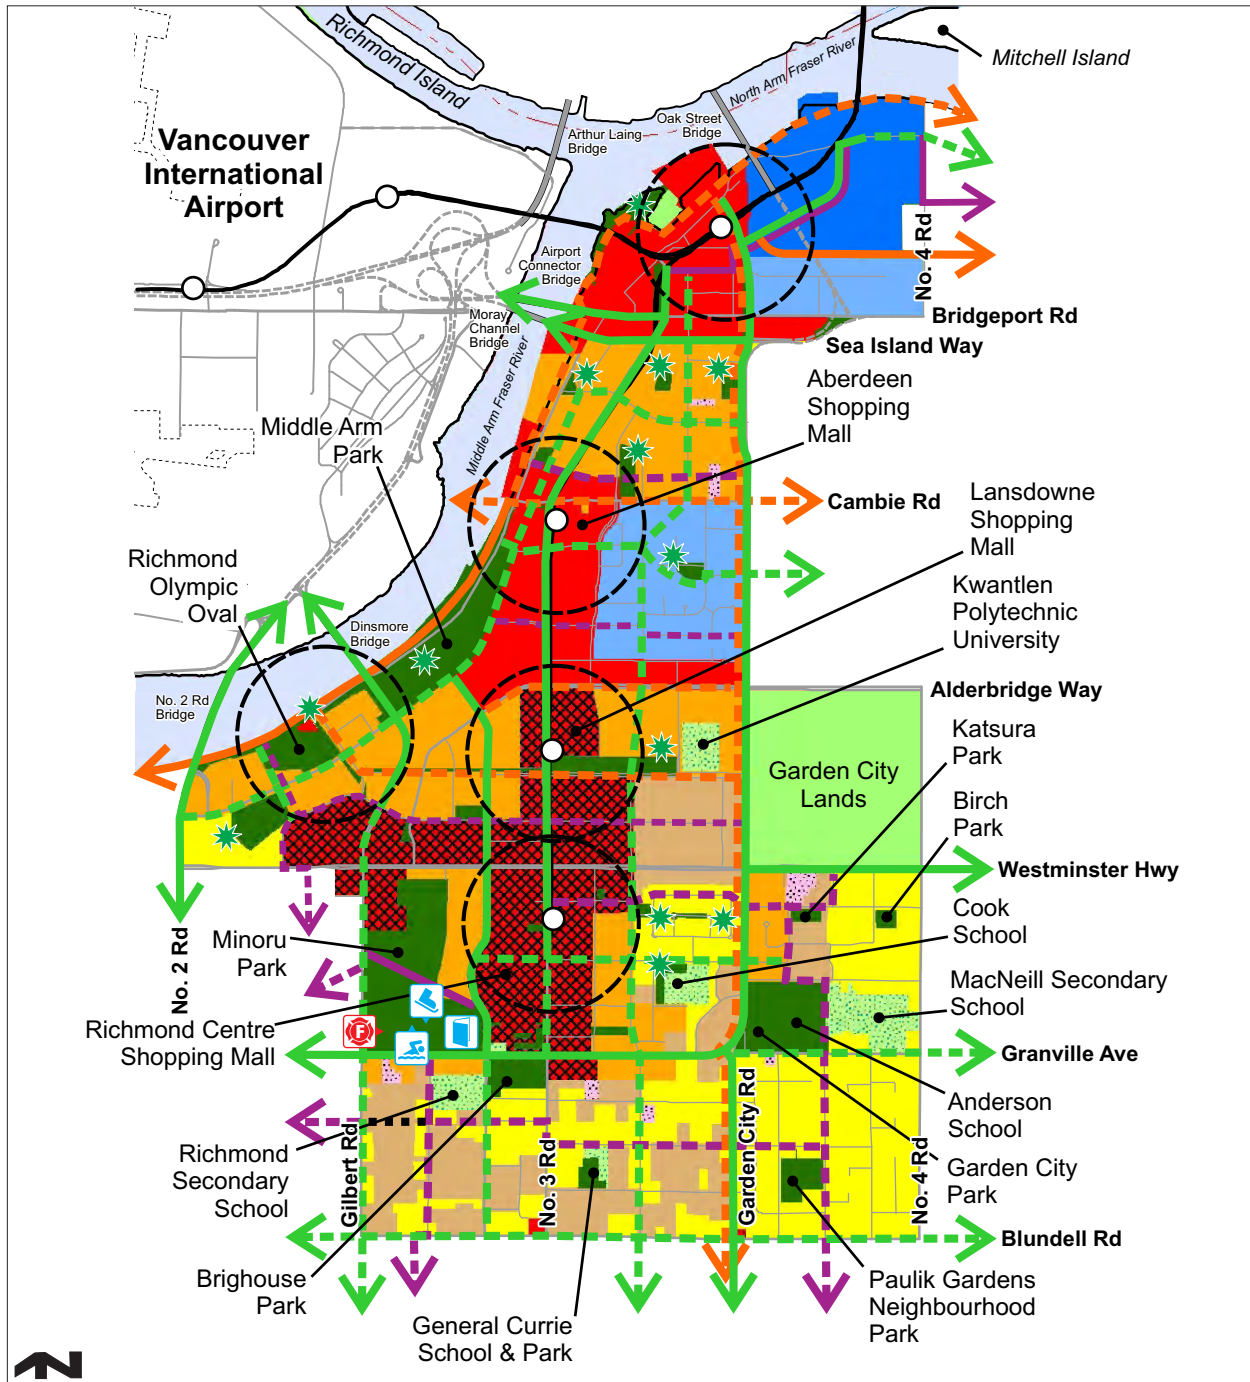 Richmond Island
Mitchell Island
North Arm Fraser River
Oak Street
Bridge
Arthur Laing
Bridge
Vancouver
International
Airport
No. 4 Rd
Airport
Connector
Bridge
Bridgeport Rd
Moray
Channel
Bridge
Sea Island Way
Middle Arm Fraser River
Aberdeen
Shopping
Mall
Middle Arm
Park
Cambie Rd
Lansdowne
Shopping
Mall
Richmond
Olympic
Oval
Kwantlen
Polytechnic
University
Dinsmore
Bridge
No. 2 Rd
Bridge
Alderbridge Way
Katsura
Park
Garden City
Lands
Birch
Park
Westminster Hwy
Cook
School
No. 2 Rd
Minoru
Park
MacNeill Secondary
School
Richmond Centre
Shopping Mall
F
Granville Ave
Anderson
School
Gilbert Rd
No. 3 Rd
Garden City Rd
No. 4 Rd
Richmond
Secondary
School
Garden City
Park
Blundell Rd
Brighouse
Park
Paulik Gardens
Neighbourhood
Park
General Currie
School & Park
N